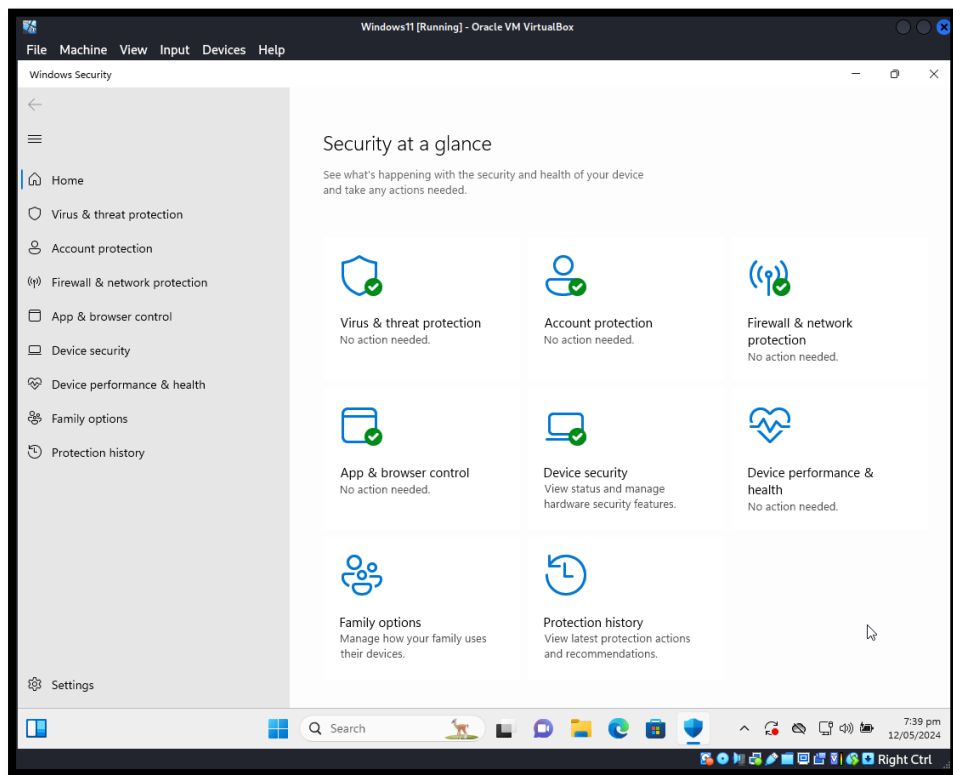 Windows11 [Running] - Oracle VM VirtualBox
File Machine View Input Devices Help
Windows Security
Home
Virus & threat protection
Account protection
Firewall & network protection
App & browser control
Device security
Device performance & health
Family options
Protection history
Settings
Security at a glance
See what's happening with the security and health of your device
and take any actions needed.
Virus & threat protection
No action needed.
Account protection
No action needed.
Firewall & network
protection
No action needed.
App & browser control
No action needed.
Device security
View status and manage
hardware security features.
Device performance &
health
No action needed.
Family options
Manage how your family uses
their devices.
Protection history
View latest protection actions
and recommendations.
Search
7:39 pm
12/05/2024
Right Ctrl